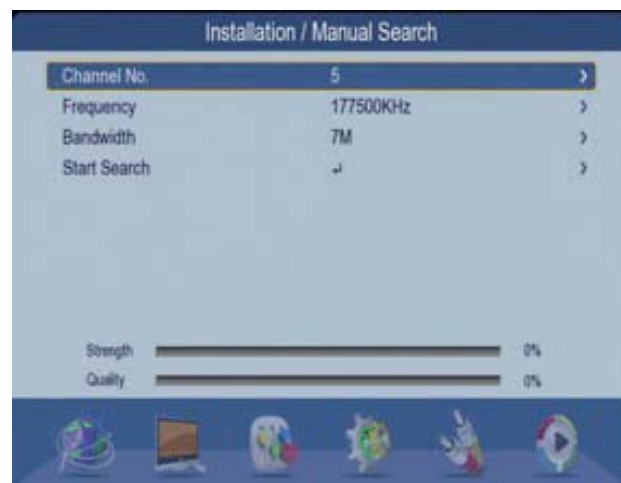 Installation / Manual Search
Channel No. 5
Frequency 177500KHz
Bandwidth 7M
Start Search
Strength 0%
Quality 0%